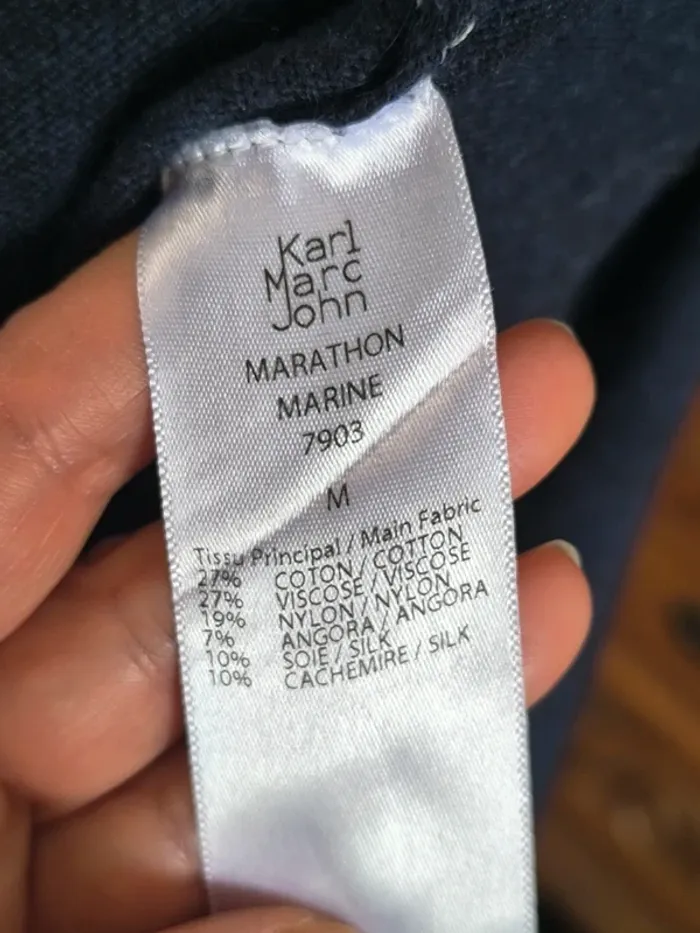 Karl
Marc
John
MARATHON
MARINE
7903
M
Tissu Principal / Main Fabric
27% COTON / COTTON
27% VISCOSE / VISCOSE
19% NYLON / NYLON
7% ANGORA / ANGORA
10% SOIE / SILK
10% CACHEMIRE / SILK